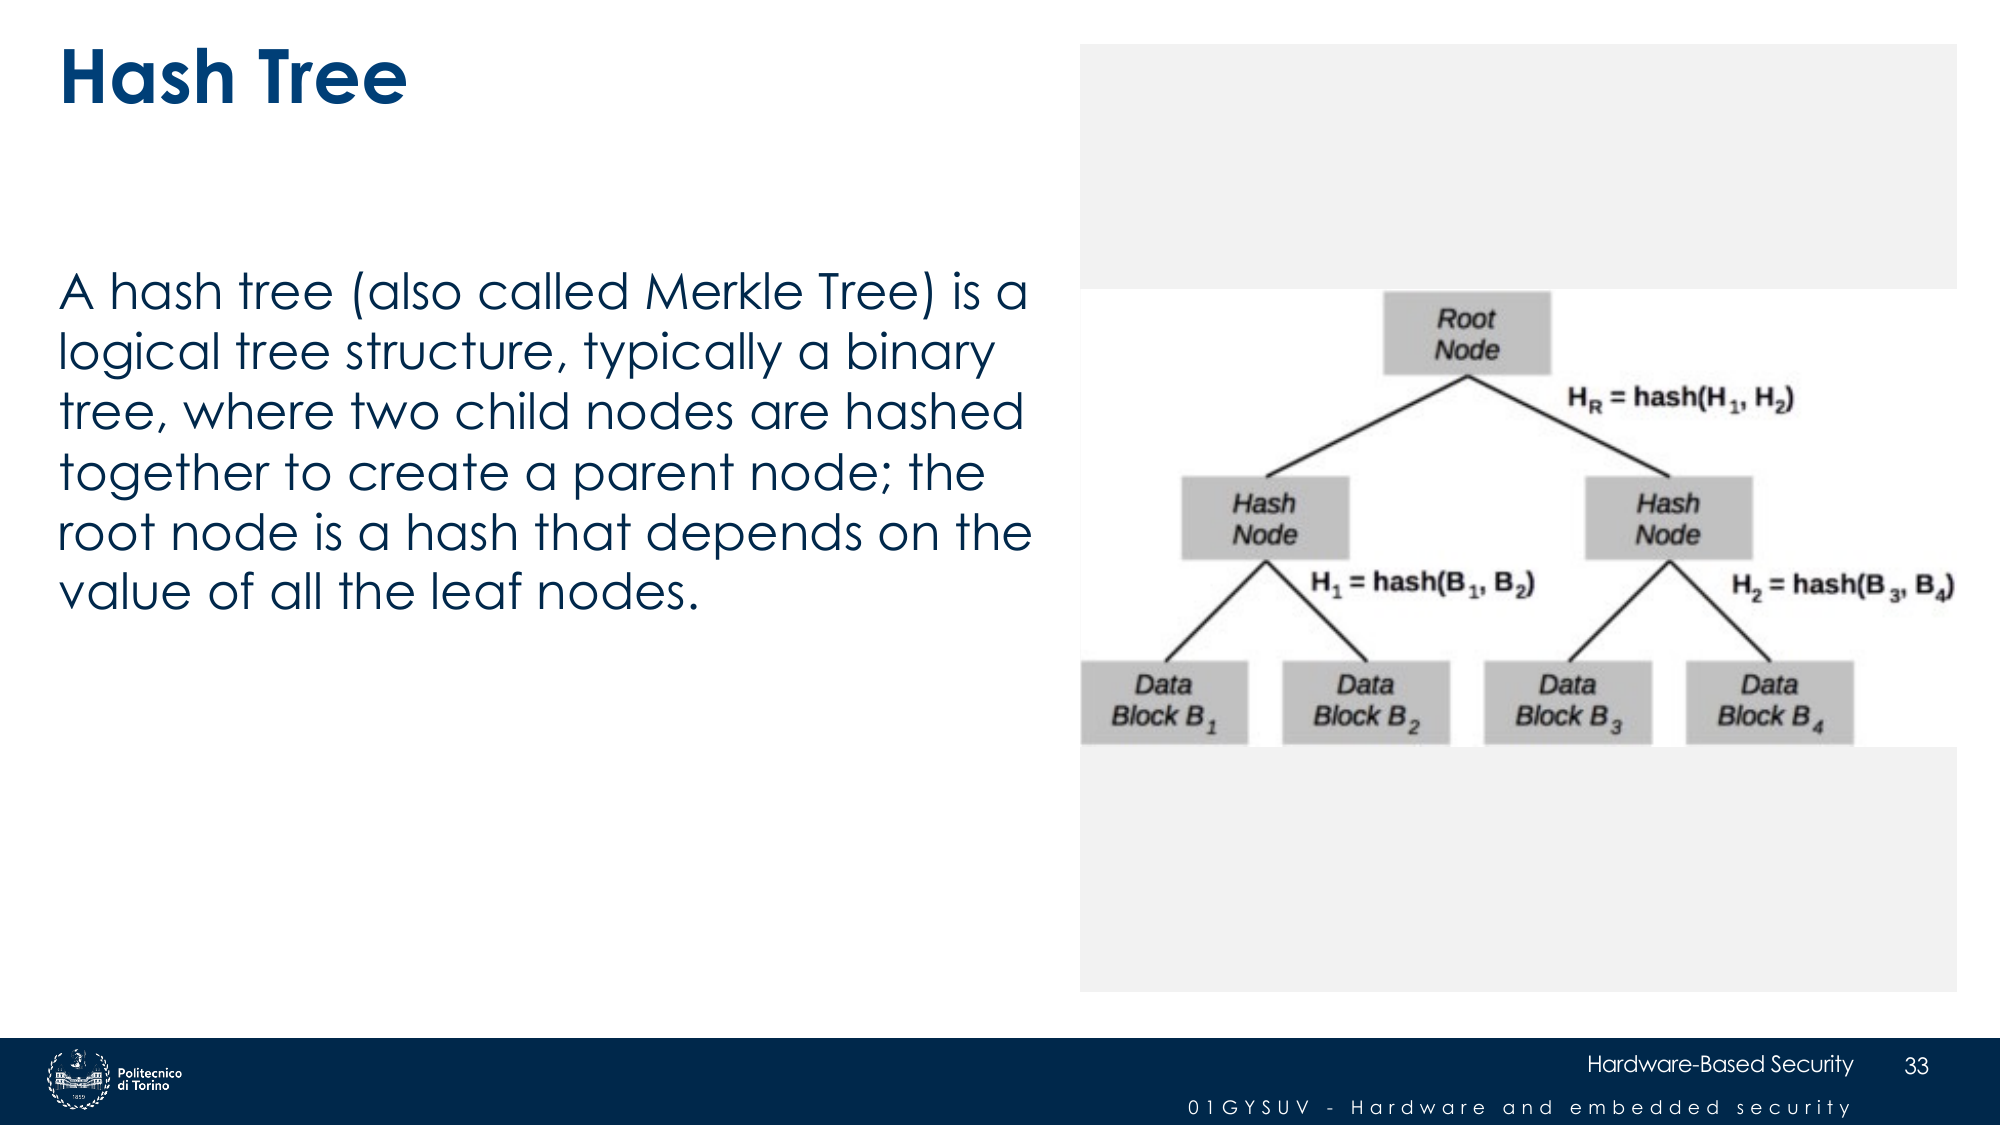 Hash Tree
A hash tree (also called Merkle Tree) is a
logical tree structure, typically a binary
tree, where two child nodes are hashed
together to create a parent node; the
root node is a hash that depends on the
value of all the leaf nodes.
Root
Node
H_R = hash(H_1, H_2)
Hash
Node
Hash
Node
H_1 = hash(B_1, B_2)
H_2 = hash(B_3, B_4)
Data
Block B_1
Data
Block B_2
Data
Block B_3
Data
Block B_4
1859
Politecnico
di Torino
Hardware-Based Security
33
01GYSUV - Hardware and embedded security